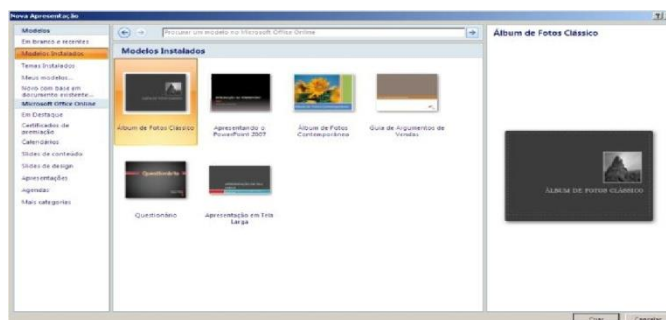 Nova Apresentação
Modelos
Em branco e recentes
Modelos Instalados
Temas Instalados
Meus modelos...
Novo com base em
documento existente...
Microsoft Office Online
Em Destaque
Certificados de
premiação
Calendários
Slides de conteúdo
Slides de design
Apresentações
Agendas
Mais categorias
Procurar um modelo no Microsoft Office Online
Modelos Instalados
Álbum de Fotos Clássico
Apresentando o
PowerPoint 2007
Álbum de Fotos
Contemporâneo
Guia de Argumentos de
Vendas
Questionário
Questionário
Apresentação em Tela
Larga
Álbum de Fotos Clássico
ÁLBUM DE FOTOS CLÁSSICO
Criar
Cancelar